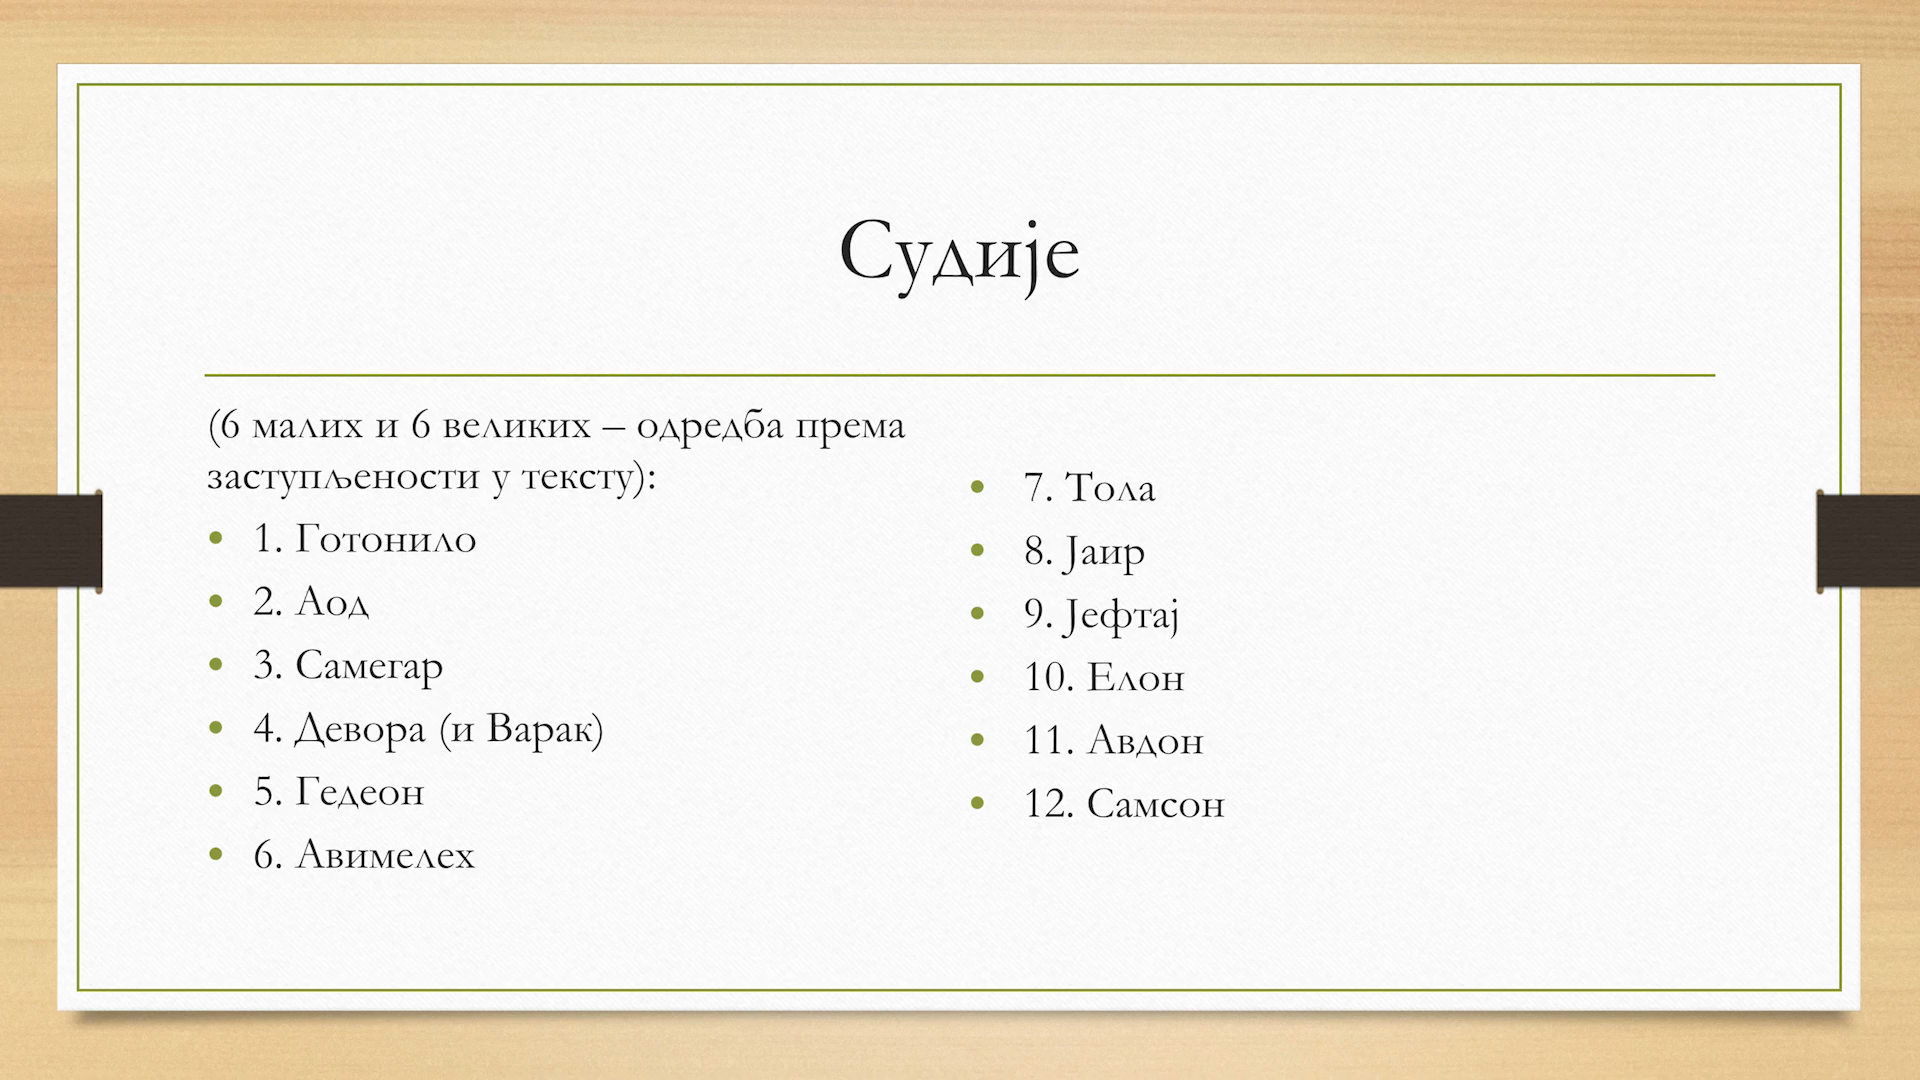 Судије
(6 малих и 6 великих – одредба према
заступљености у тексту):
• 1. Готонило
• 2. Аод
• 3. Самегар
• 4. Девора (и Варак)
• 5. Гедеон
• 6. Авимелех
• 7. Тола
• 8. Јаир
• 9. Јефтај
• 10. Елон
• 11. Авдон
• 12. Самсон